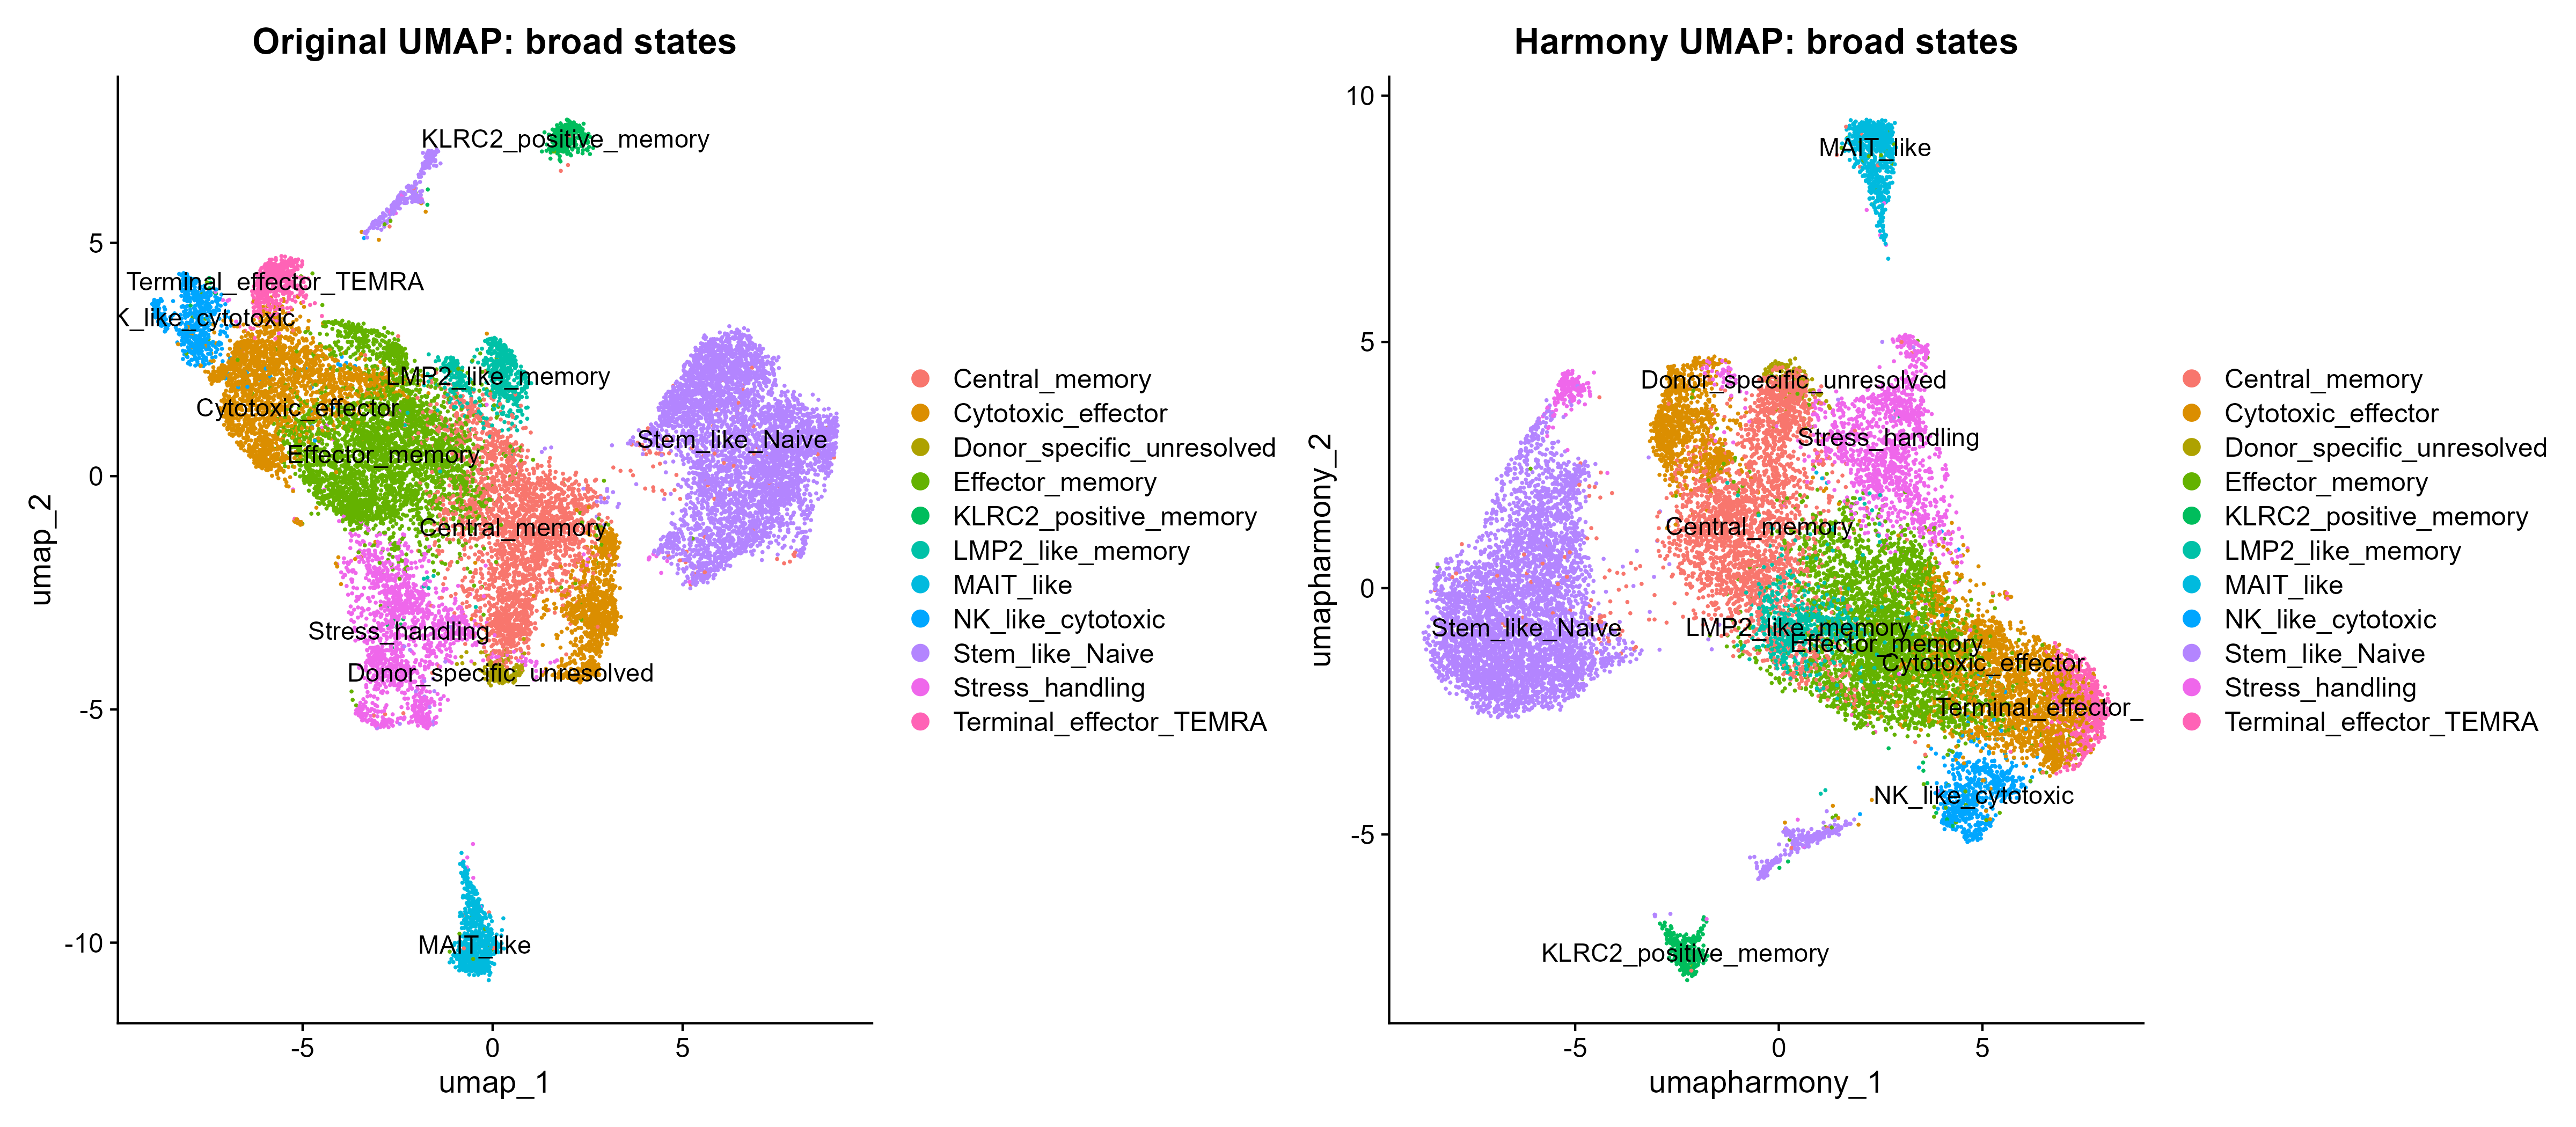 Original UMAP: broad states
KLRC2_positive_memory
Terminal_effector_TEMRA
K_like_cytotoxic
LMP2_like_memory
Cytotoxic_effector
Stem_like_Naive
Effector_memory
Central_memory
Stress_handling
Donor_specific_unresolved
MAIT_like
5
0
-5
-10
umap_2
-5
0
5
umap_1
Central_memory
Cytotoxic_effector
Donor_specific_unresolved
Effector_memory
KLRC2_positive_memory
LMP2_like_memory
MAIT_like
NK_like_cytotoxic
Stem_like_Naive
Stress_handling
Terminal_effector_TEMRA
Harmony UMAP: broad states
MAIT_like
Donor_specific_unresolved
Stress_handling
Central_memory
Stem_like_Naive
LMP2_like_memory
Effector_memory
Cytotoxic_effector
Terminal_effector_
NK_like_cytotoxic
KLRC2_positive_memory
10
5
0
-5
umapharmony_2
-5
0
5
umapharmony_1
Central_memory
Cytotoxic_effector
Donor_specific_unresolved
Effector_memory
KLRC2_positive_memory
LMP2_like_memory
MAIT_like
NK_like_cytotoxic
Stem_like_Naive
Stress_handling
Terminal_effector_TEMRA